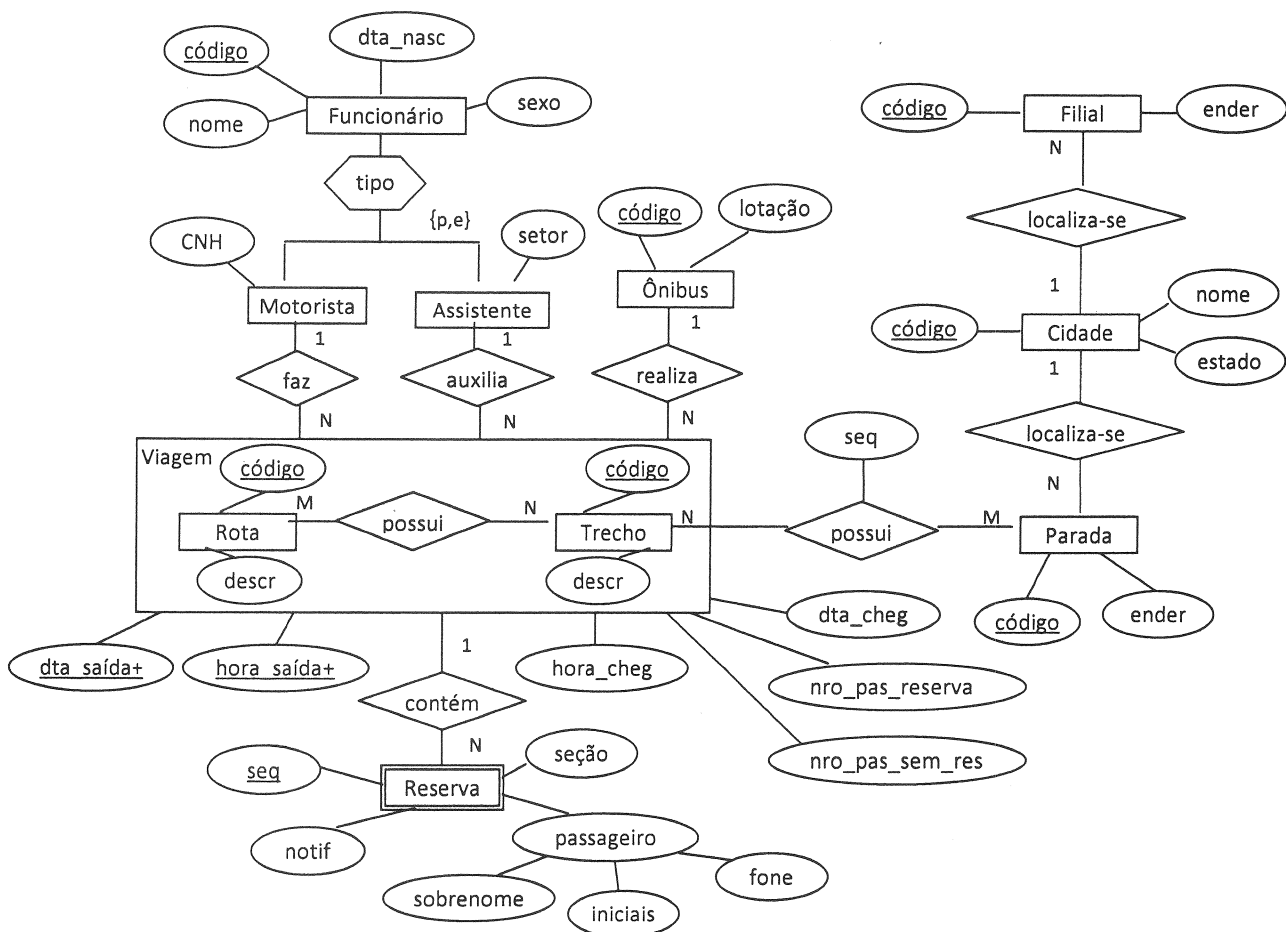 dta_nasc
código
Funcionário
sexo
nome
código
Filial
ender
N
tipo
localiza-se
{p,e}
código
lotação
CNH
setor
1
nome
Motorista
Assistente
Ônibus
código
Cidade
1
1
1
1
estado
faz
auxilia
realiza
N
N
N
seq
localiza-se
Viagem
código
código
N
M
N
N
M
Rota
possui
Trecho
possui
Parada
descr
descr
dta_cheg
código
ender
dta_saída+
hora_saída+
1
hora_cheg
nro_pas_reserva
contém
N
seção
nro_pas_sem_res
seq
Reserva
notif
passageiro
fone
sobrenome
iniciais